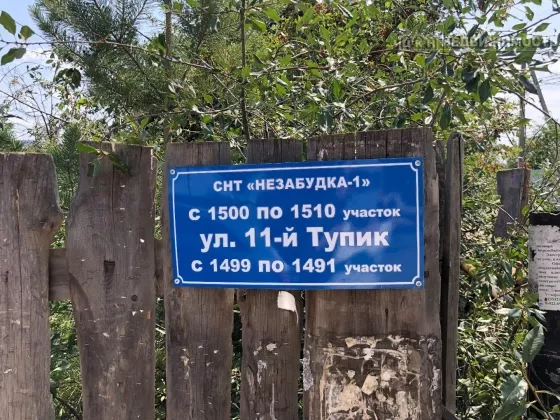 СНТ «НЕЗАБУДКА-1»
С 1500 ПО 1510 участок
ул. 11-й Тупик
С 1499 ПО 1491 участок